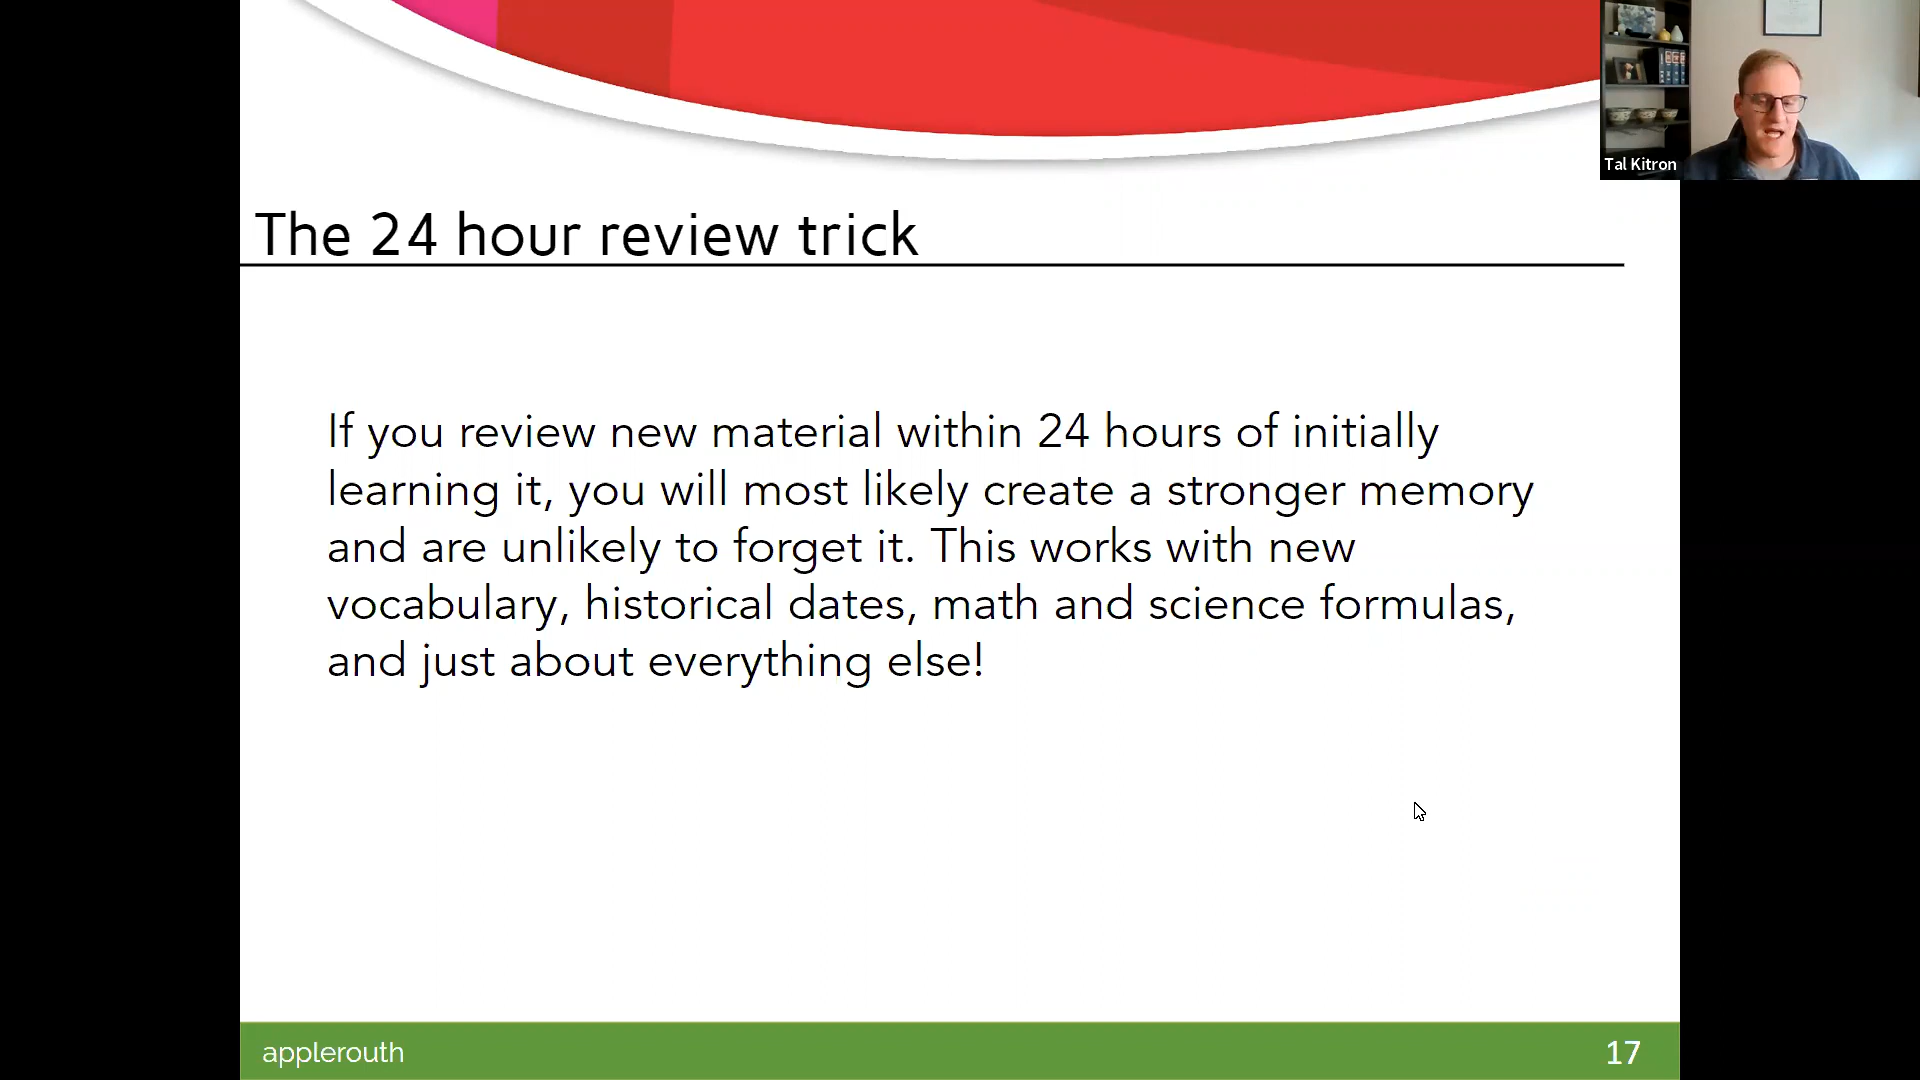 Tal Kitron
The 24 hour review trick
If you review new material within 24 hours of initially
learning it, you will most likely create a stronger memory
and are unlikely to forget it. This works with new
vocabulary, historical dates, math and science formulas,
and just about everything else!
applerouth
17